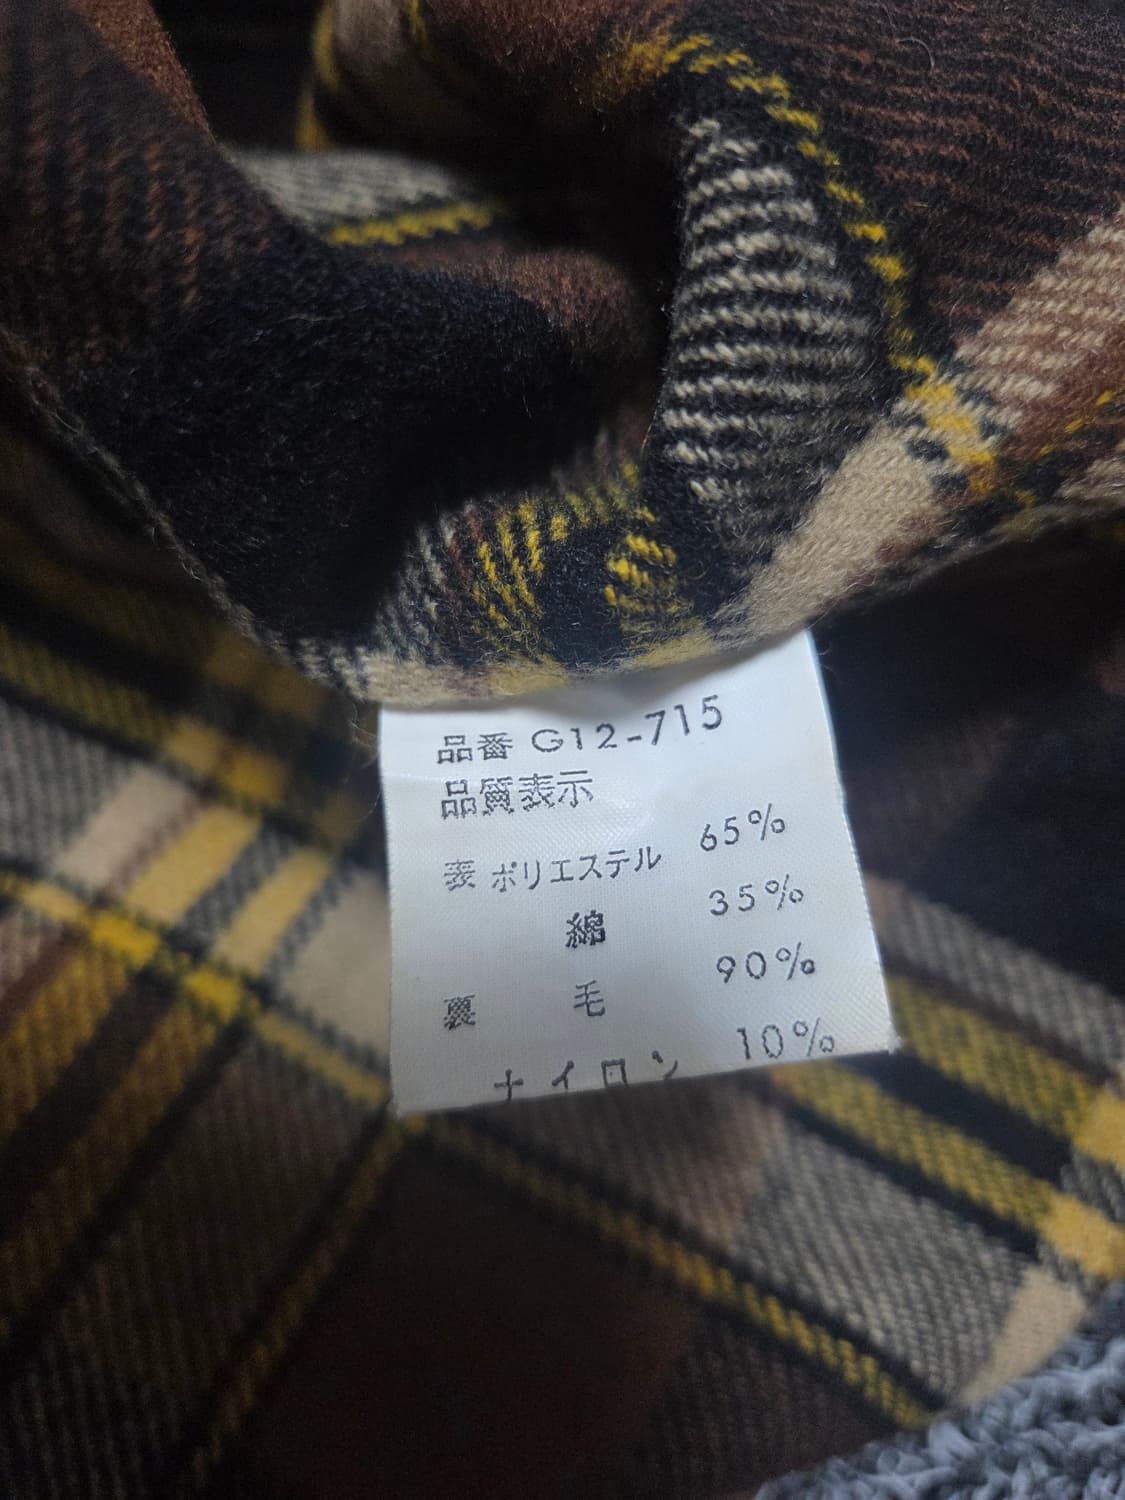 品番 G12-715
品質表示
表 ポリエステル 65%
綿 35%
裏 毛 90%
ナイロン 10%